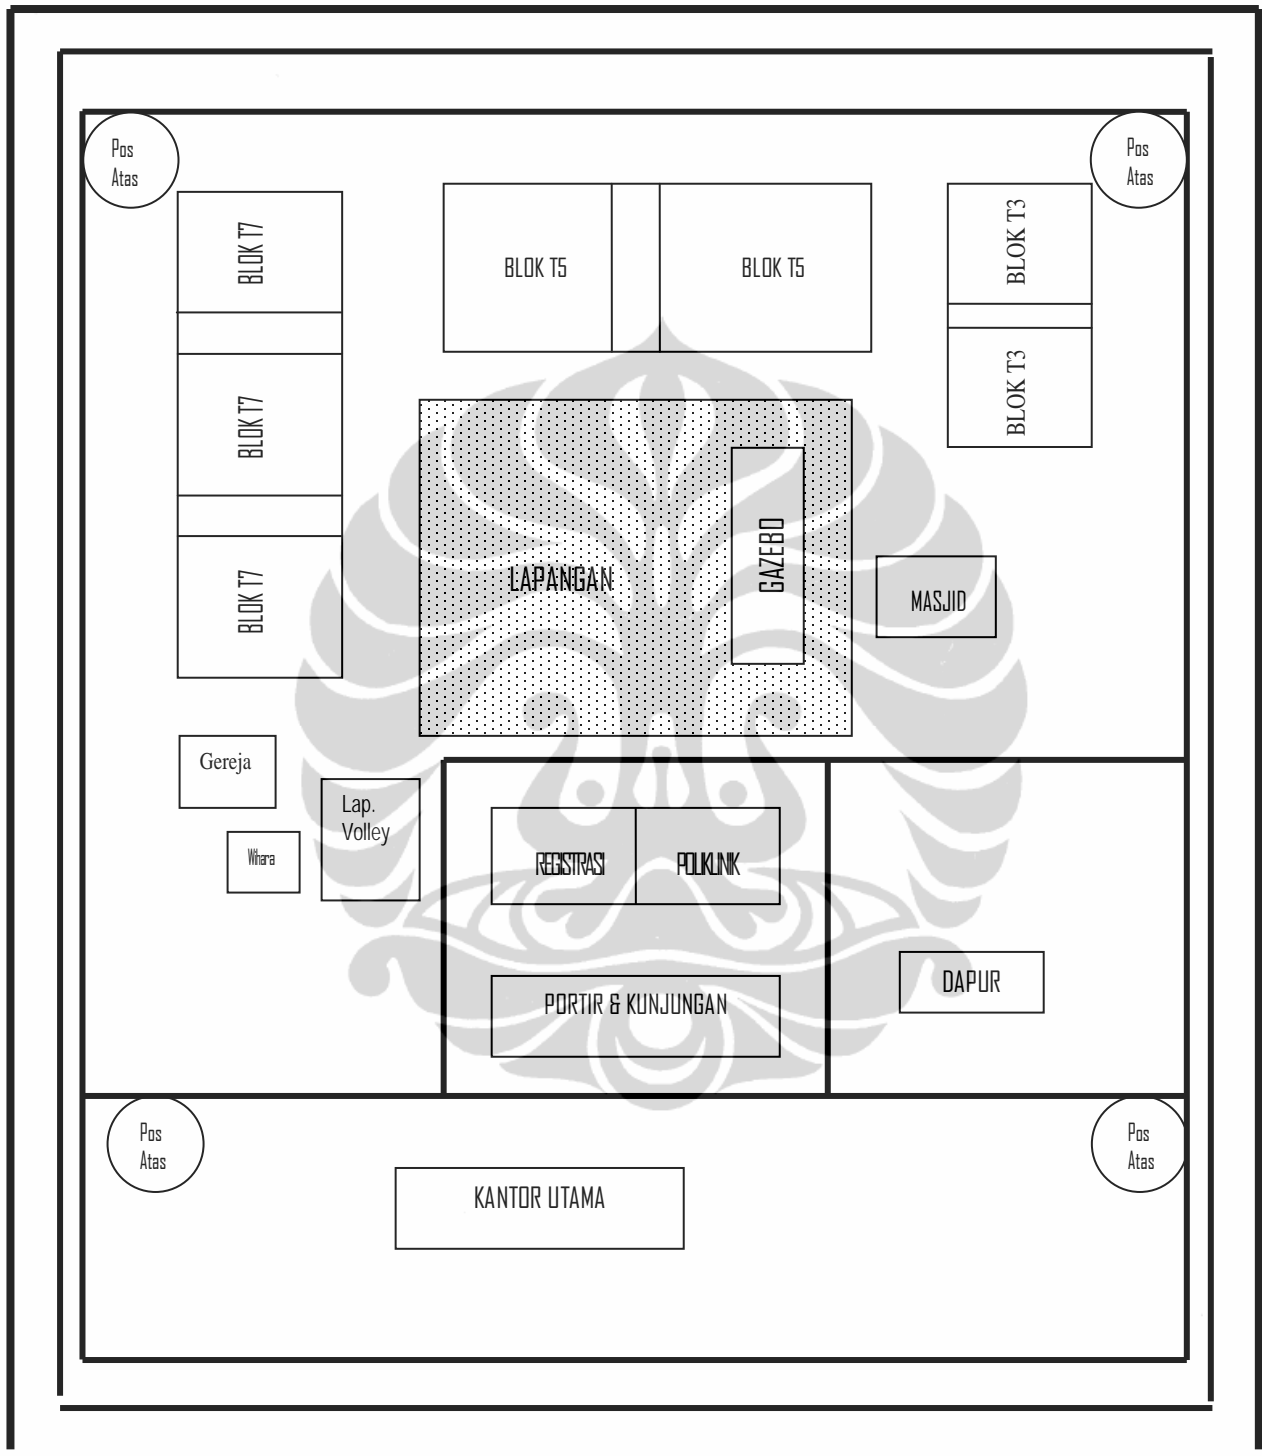 Pos
Atas
Pos
Atas
BLOK T7
BLOK T5
BLOK T5
BLOK T3
BLOK T3
BLOK T7
GAZEBO
LAPANGAN
MASJID
BLOK T7
Gereja
Lap.
Volley
Wihara
REGISTRASI
POLIKLINIK
DAPUR
PORTIR & KUNJUNGAN
Pos
Atas
Pos
Atas
KANTOR UTAMA